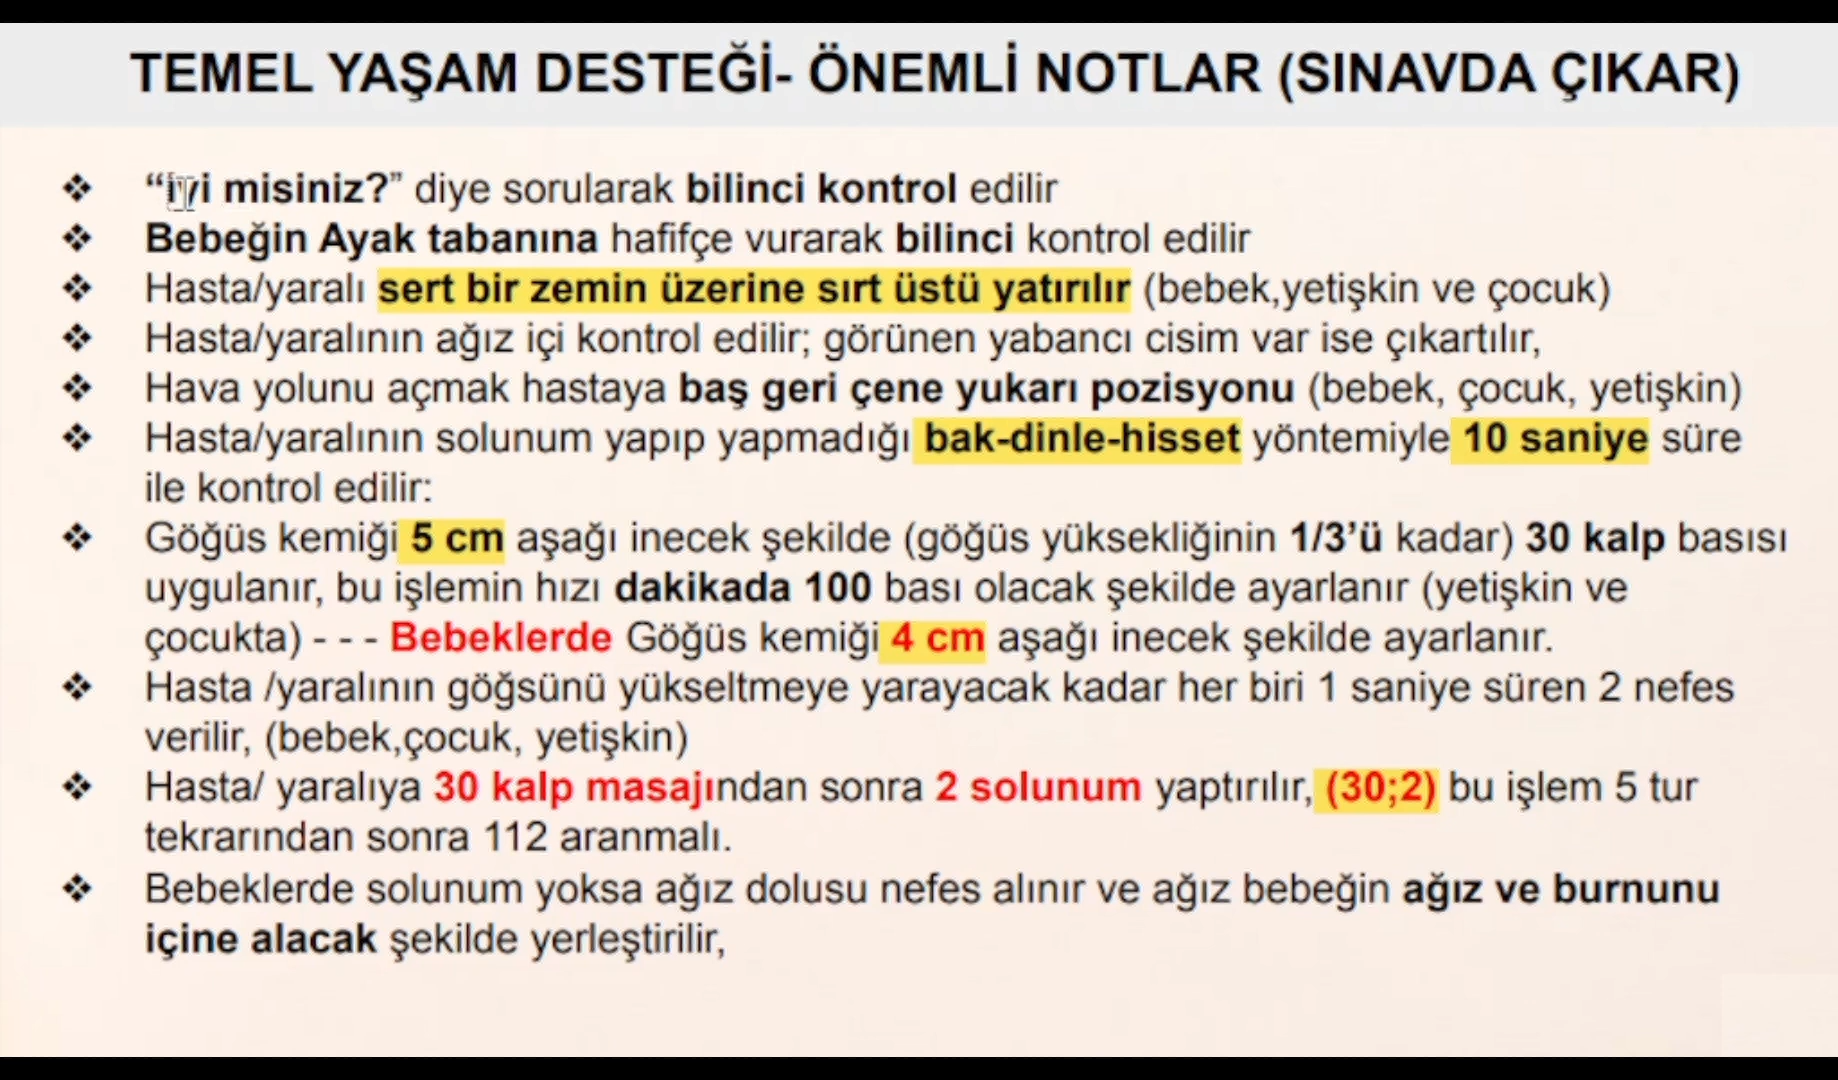 TEMEL YAŞAM DESTEĞİ- ÖNEMLİ NOTLAR (SINAVDA ÇIKAR)
❖ “iyi misiniz?” diye sorularak bilinci kontrol edilir
❖ Bebeğin Ayak tabanına hafifçe vurarak bilinci kontrol edilir
❖ Hasta/yaralı sert bir zemin üzerine sırt üstü yatırılır (bebek,yetişkin ve çocuk)
❖ Hasta/yaralının ağız içi kontrol edilir; görünen yabancı cisim var ise çıkartılır,
❖ Hava yolunu açmak hastaya baş geri çene yukarı pozisyonu (bebek, çocuk, yetişkin)
❖ Hasta/yaralının solunum yapıp yapmadığı bak-dinle-hisset yöntemiyle 10 saniye süre
ile kontrol edilir:
❖ Göğüs kemiği 5 cm aşağı inecek şekilde (göğüs yüksekliğinin 1/3’ü kadar) 30 kalp basısı
uygulanır, bu işlemin hızı dakikada 100 bası olacak şekilde ayarlanır (yetişkin ve
çocukta) - - - Bebeklerde Göğüs kemiği 4 cm aşağı inecek şekilde ayarlanır.
❖ Hasta /yaralının göğsünü yükseltmeye yarayacak kadar her biri 1 saniye süren 2 nefes
verilir, (bebek,çocuk, yetişkin)
❖ Hasta/ yaralıya 30 kalp masajından sonra 2 solunum yaptırılır, (30;2) bu işlem 5 tur
tekrarından sonra 112 aranmalı.
❖ Bebeklerde solunum yoksa ağız dolusu nefes alınır ve ağız bebeğin ağız ve burnunu
içine alacak şekilde yerleştirilir,